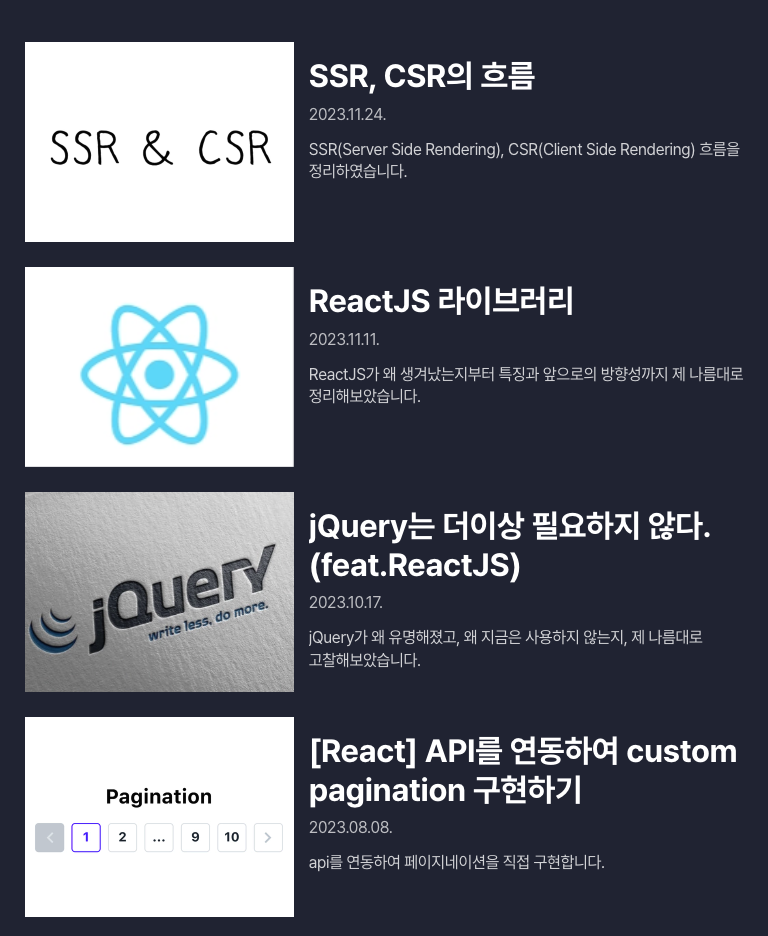 SSR & CSR
SSR, CSR의 흐름
2023.11.24.
SSR(Server Side Rendering), CSR(Client Side Rendering) 흐름을
정리하였습니다.
ReactJS 라이브러리
2023.11.11.
ReactJS가 왜 생겨났는지부터 특징과 앞으로의 방향성까지 제 나름대로
정리해보았습니다.
jQuery
write less, do more.
jQuery는 더이상 필요하지 않다.
(feat.ReactJS)
2023.10.17.
jQuery가 왜 유명해졌고, 왜 지금은 사용하지 않는지, 제 나름대로
고찰해보았습니다.
Pagination
1 2 ... 9 10
[React] API를 연동하여 custom
pagination 구현하기
2023.08.08.
api를 연동하여 페이지네이션을 직접 구현합니다.